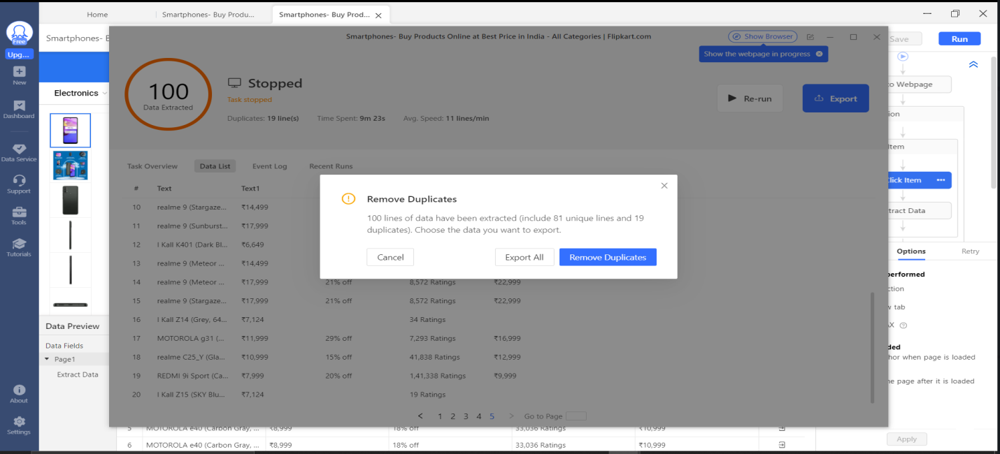 Home
Smartphones- Buy Produ...
Smartphones- Buy Prod...
Free
Upg...
New
Dashboard
Data Service
Support
Tools
Tutorials
About
Settings
Smartphones- B
Save
Run
Smartphones- Buy Products Online at Best Price in India - All Categories | Flipkart.com
Show Browser
Show the webpage in progress
Electronics
100
Data Extracted
Stopped
Task stopped
Duplicates: 19 line(s) Time Spent: 9m 23s Avg. Speed: 11 lines/min
Re-run
Export
Task Overview Data List Event Log Recent Runs
# Text Text1
10 realme 9 (Stargaze... ₹14,499
11 realme 9 (Sunburst... ₹17,999
12 I Kall K401 (Dark Bl... ₹6,649
13 realme 9 (Meteor ... ₹14,499
14 realme 9 (Meteor ... ₹17,999 21% off 8,572 Ratings ₹22,999
15 realme 9 (Stargaze... ₹17,999 21% off 8,572 Ratings ₹22,999
16 I Kall Z14 (Grey, 64... ₹7,124 34 Ratings
17 MOTOROLA g31 (... ₹11,999 29% off 7,293 Ratings ₹16,999
18 realme C25_Y (Gla... ₹10,999 15% off 41,838 Ratings ₹12,999
19 REDMI 9i Sport (Ca... ₹7,999 20% off 1,41,338 Ratings ₹9,999
20 I Kall Z15 (SKY Blu... ₹7,124 19 Ratings
< 1 2 3 4 5 > Go to Page
Remove Duplicates
100 lines of data have been extracted (include 81 unique lines and 19
duplicates). Choose the data you want to export.
Cancel
Export All
Remove Duplicates
Data Preview
Data Fields
Page1
Extract Data
5 MOTOROLA e40 (Carbon Gray, ... ₹8,999 18% off 33,036 Ratings ₹10,999
6 MOTOROLA e40 (Carbon Gray, ... ₹8,999 18% off 33,036 Ratings ₹10,999
o Webpage
ion
Item
lick Item
tract Data
Options
Retry
performed
ction
w tab
AX
ded
hor when page is loaded
he page after it is loaded
Apply